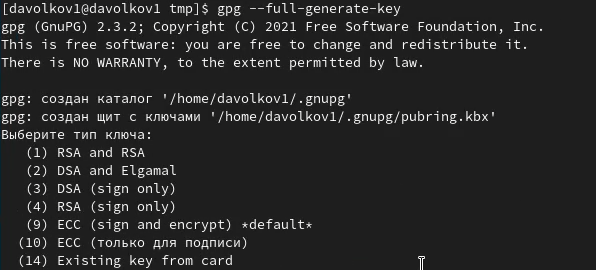 [davolkov1@davolkov1 tmp]$ gpg --full-generate-key
gpg (GnuPG) 2.3.2; Copyright (C) 2021 Free Software Foundation, Inc.
This is free software: you are free to change and redistribute it.
There is NO WARRANTY, to the extent permitted by law.

gpg: создан каталог '/home/davolkov1/.gnupg'
gpg: создан щит с ключами '/home/davolkov1/.gnupg/pubring.kbx'
Выберите тип ключа:
   (1) RSA and RSA
   (2) DSA and Elgamal
   (3) DSA (sign only)
   (4) RSA (sign only)
   (9) ECC (sign and encrypt) *default*
  (10) ECC (только для подписи)
  (14) Existing key from card